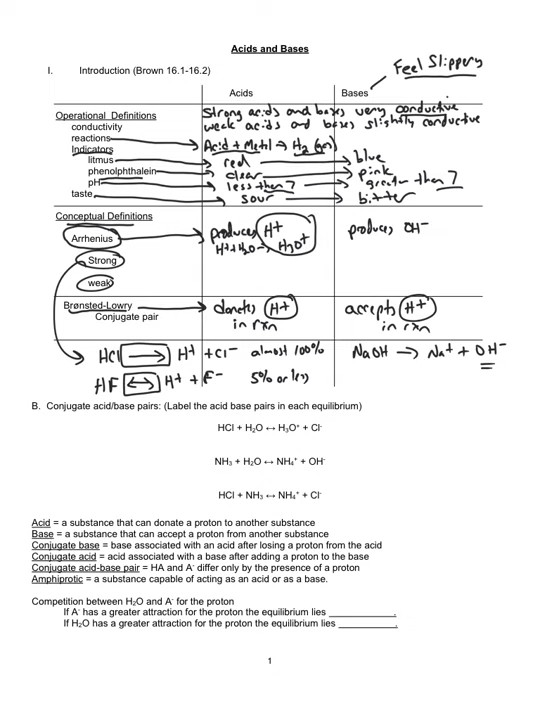 Acids and Bases
Feel Slippery
I. Introduction (Brown 16.1-16.2)
Acids Bases
Operational Definitions
Strong acids and bases very conductive
conductivity
weak acids and bases slightly conductive
reactions Acid + Metal → H₂ (gas)
Indicators
litmus red blue
phenolphthalein clear pink
pH less then 7 greater then 7
taste sour bitter
Conceptual Definitions
Arrhenius produces H+ produces OH-
H+ + H₂O → H₃O+
Strong
weak
Brønsted-Lowry donates H+ accepts H+
Conjugate pair in rxn in rxn
HCl → H+ + Cl- almost 100% NaOH → Na+ + OH-
HF ↔ H+ + F- 5% or less
B. Conjugate acid/base pairs: (Label the acid base pairs in each equilibrium)
HCl + H₂O ↔ H₃O⁺ + Cl⁻
NH₃ + H₂O ↔ NH₄⁺ + OH⁻
HCl + NH₃ ↔ NH₄⁺ + Cl⁻
Acid = a substance that can donate a proton to another substance
Base = a substance that can accept a proton from another substance
Conjugate base = base associated with an acid after losing a proton from the acid
Conjugate acid = acid associated with a base after adding a proton to the base
Conjugate acid-base pair = HA and A⁻ differ only by the presence of a proton
Amphiprotic = a substance capable of acting as an acid or as a base.
Competition between H₂O and A⁻ for the proton
If A⁻ has a greater attraction for the proton the equilibrium lies ____________.
If H₂O has a greater attraction for the proton the equilibrium lies ___________.
1